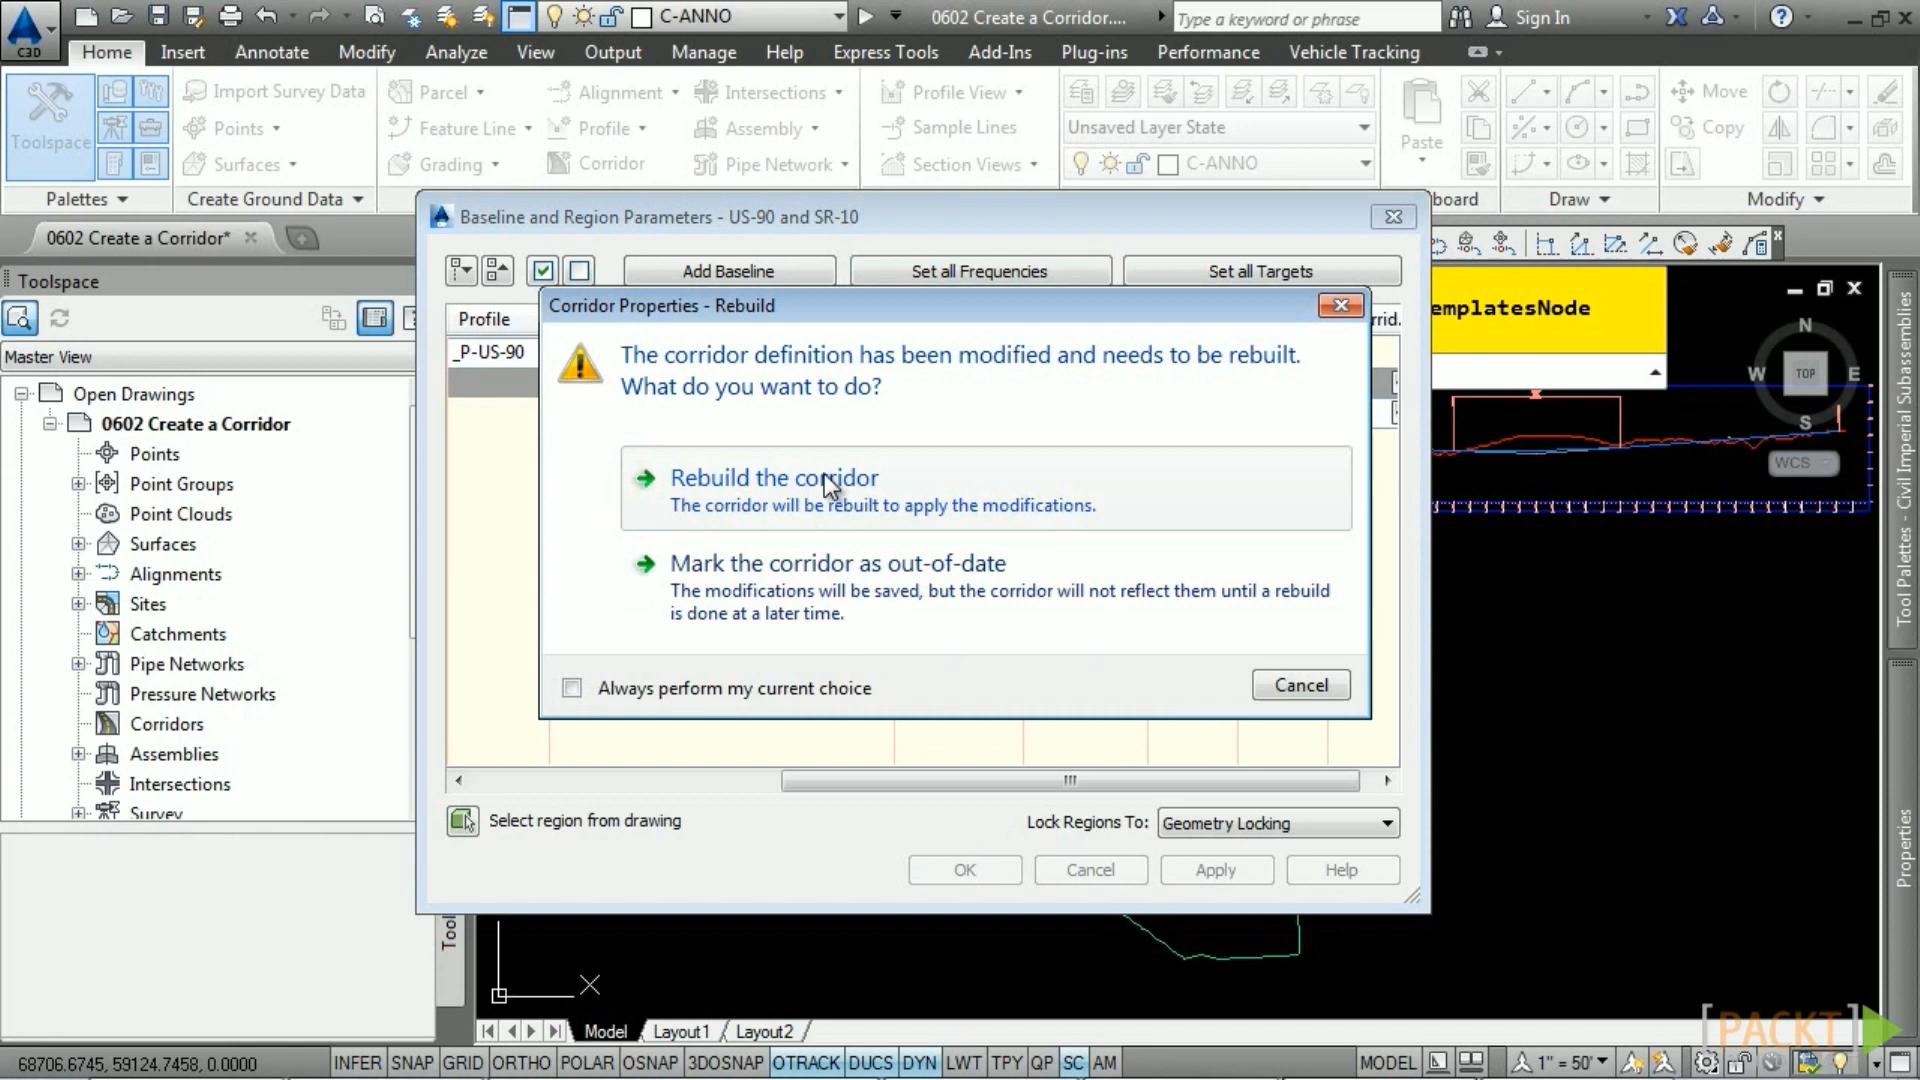 C3D
C-ANNO
0602 Create a Corridor....
Type a keyword or phrase
Sign In
Home
Insert
Annotate
Modify
Analyze
View
Output
Manage
Help
Express Tools
Add-Ins
Plug-ins
Performance
Vehicle Tracking
Toolspace
Palettes
Import Survey Data
Points
Surfaces
Create Ground Data
Parcel
Feature Line
Grading
Alignment
Profile
Corridor
Intersections
Assembly
Pipe Network
Profile View
Sample Lines
Section Views
Unsaved Layer State
C-ANNO
Paste
board
Draw
Move
Copy
Modify
0602 Create a Corridor*
Toolspace
Master View
Open Drawings
0602 Create a Corridor
Points
Point Groups
Point Clouds
Surfaces
Alignments
Sites
Catchments
Pipe Networks
Pressure Networks
Corridors
Assemblies
Intersections
Survey
Baseline and Region Parameters - US-90 and SR-10
Add Baseline
Set all Frequencies
Set all Targets
Profile
rrid.
_P-US-90
Corridor Properties - Rebuild
The corridor definition has been modified and needs to be rebuilt.
What do you want to do?
Rebuild the corridor
The corridor will be rebuilt to apply the modifications.
Mark the corridor as out-of-date
The modifications will be saved, but the corridor will not reflect them until a rebuild
is done at a later time.
Always perform my current choice
Cancel
Select region from drawing
Lock Regions To:
Geometry Locking
OK
Cancel
Apply
Help
emplatesNode
N
W
TOP
E
S
WCS
Tool Palettes - Civil Imperial Subassemblies
Properties
Tool
X
Model
Layout1
Layout2
[PACKT]
68706.6745, 59124.7458, 0.0000
INFER
SNAP
GRID
ORTHO
POLAR
OSNAP
3DOSNAP
OTRACK
DUCS
DYN
LWT
TPY
QP
SC
AM
MODEL
1" = 50'